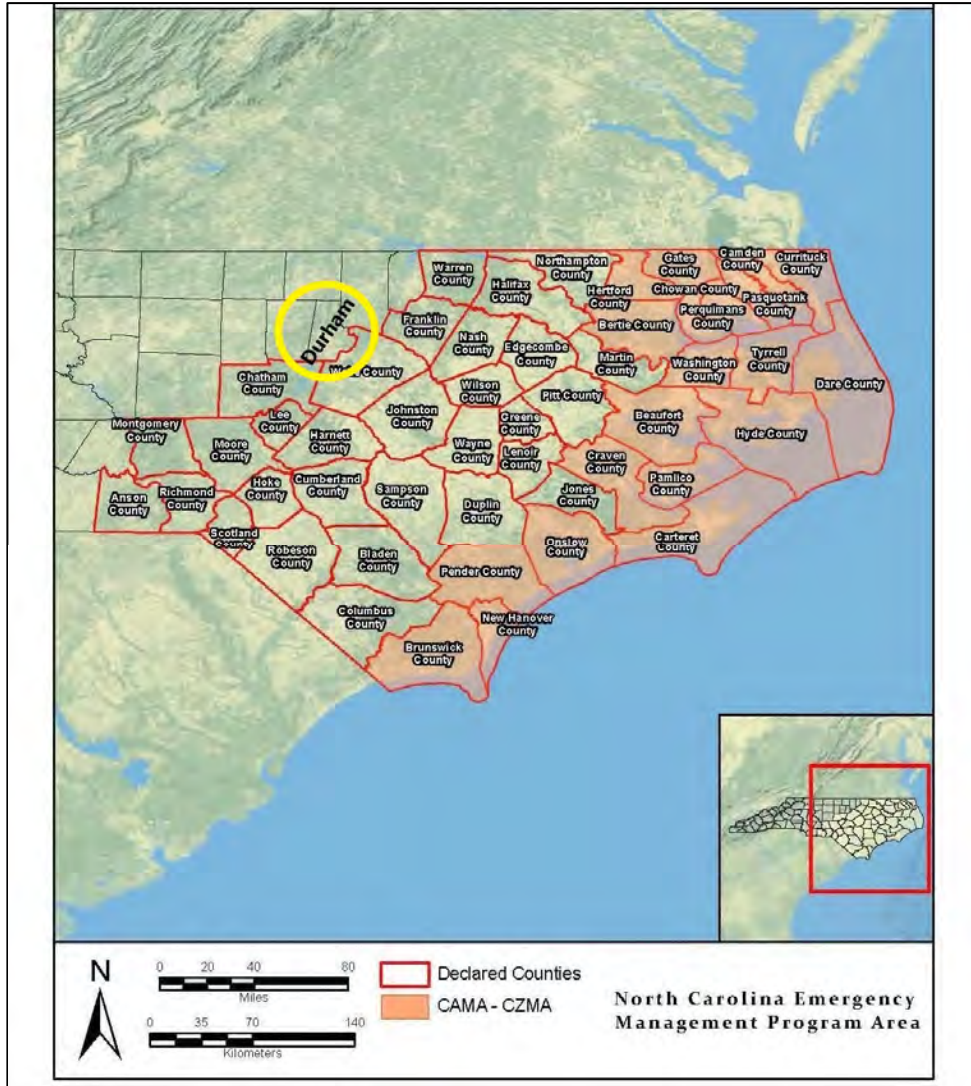 Northampton
County
Gates
County
Camden
County
Currituck
County
Warren
County
Halifax
County
Hertford
County
Chowan County
Pasquotank
County
Perquimans
County
Durham
Franklin
County
Nash
County
Edgecombe
County
Bertie County
Martin
County
Washington
County
Tyrrell
County
Dare County
Chatham
County
County
Wilson
County
Pitt County
Lee
County
Johnston
County
Greene
County
Beaufort
County
Hyde County
Montgomery
County
Moore
County
Harnett
County
Wayne
County
Lenoir
County
Craven
County
Pamlico
County
Anson
County
Richmond
County
Hoke
County
Cumberland
County
Sampson
County
Duplin
County
Jones
County
Scotland
County
Robeson
County
Bladen
County
Pender County
Onslow
County
Carteret
County
Columbus
County
New Hanover
County
Brunswick
County
N
0 20 40 80
Miles
0 35 70 140
Kilometers
Declared Counties
CAMA - CZMA
North Carolina Emergency
Management Program Area